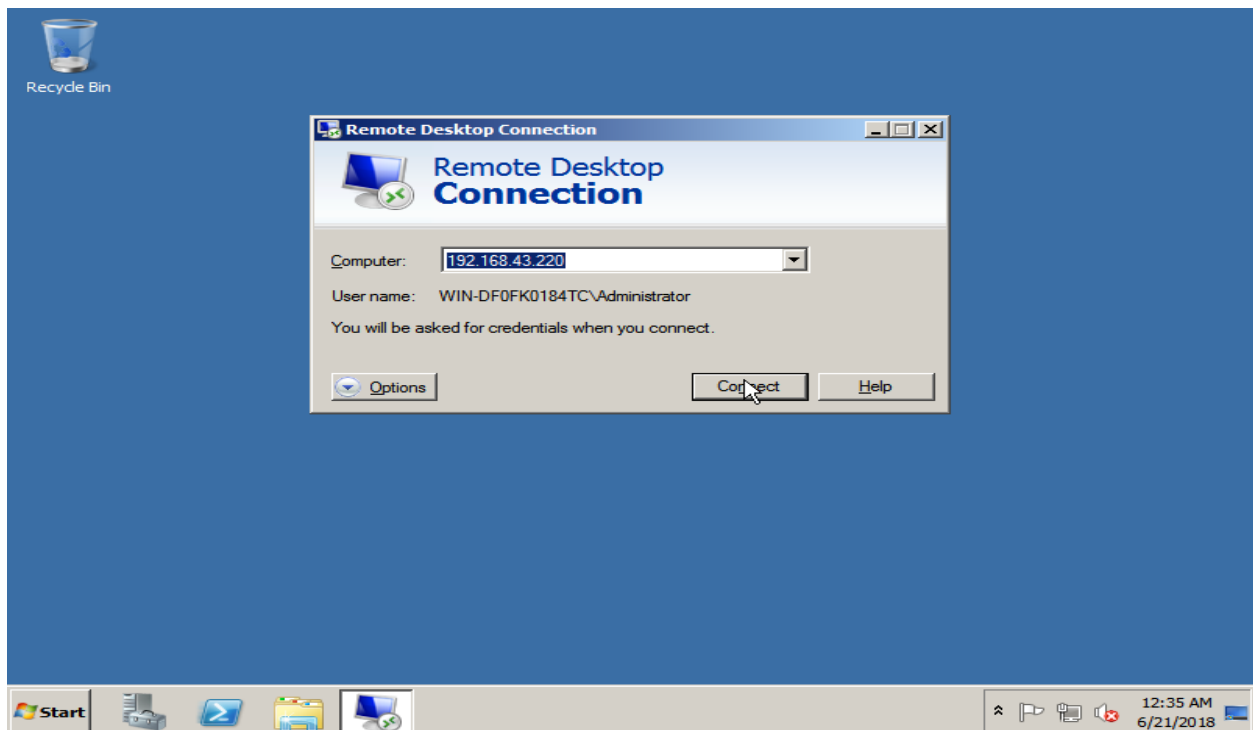 Recycle Bin
Remote Desktop Connection
Remote Desktop
Connection
Computer: 192.168.43.220
User name: WIN-DF0FK0184TC\Administrator
You will be asked for credentials when you connect.
Options Connect Help
Start 12:35 AM
6/21/2018